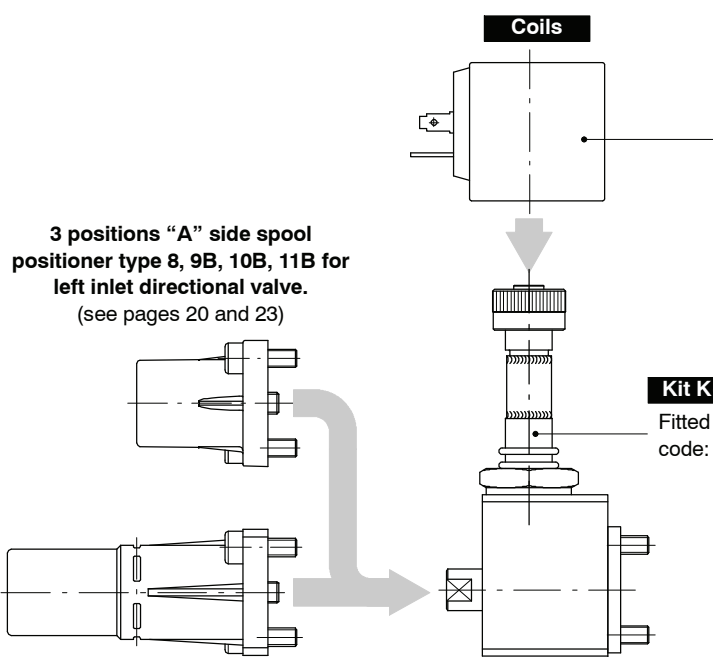 Coils
3 positions “A” side spool
positioner type 8, 9B, 10B, 11B for
left inlet directional valve.
(see pages 20 and 23)
Kit K
Fitted
code: